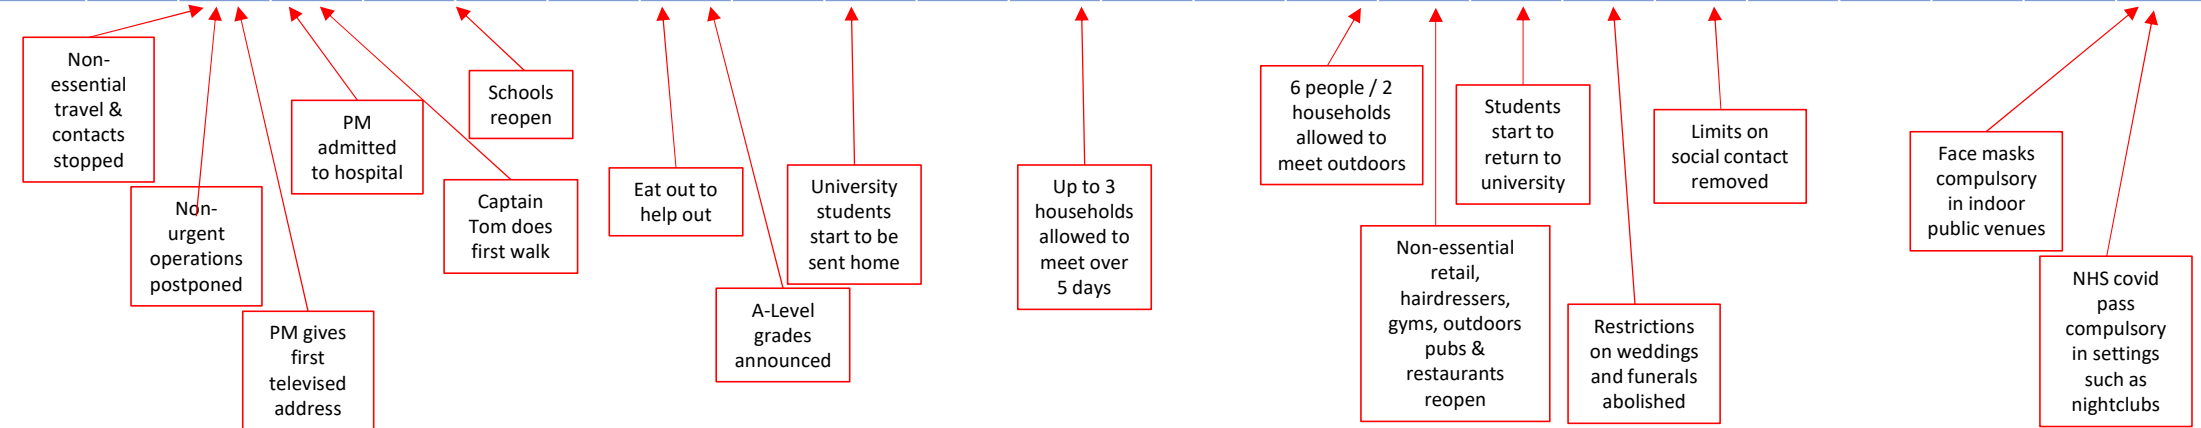 Non-
essential
travel &
contacts
stopped
Non-
urgent
operations
postponed
PM gives
first
televised
address
PM
admitted
to hospital
Captain
Tom does
first walk
Schools
reopen
Eat out to
help out
A-Level
grades
announced
University
students
start to be
sent home
Up to 3
households
allowed to
meet over
5 days
6 people / 2
households
allowed to
meet outdoors
Non-essential
retail,
hairdressers,
gyms, outdoors
pubs &
restaurants
reopen
Students
start to
return to
university
Restrictions
on weddings
and funerals
abolished
Limits on
social contact
removed
Face masks
compulsory
in indoor
public venues
NHS covid
pass
compulsory
in settings
such as
nightclubs